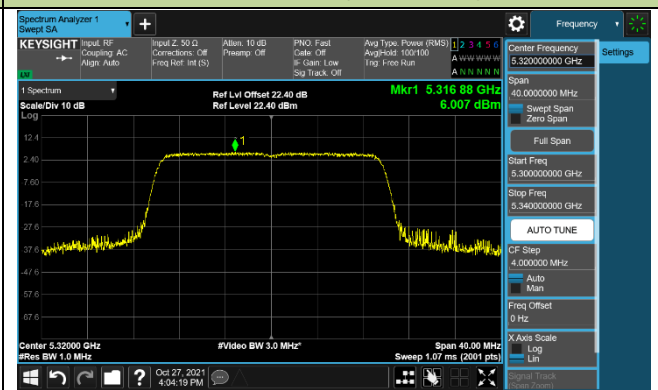 Spectrum Analyzer 1
Swept SA
+
Frequency
KEYSIGHT
Input: RF
Coupling: AC
Align: Auto
Input Z: 50 Ω
Corrections: Off
Freq Ref: Int (S)
Atten: 10 dB
Preamp: Off
PNO: Fast
Gate: Off
IF Gain: Low
Sig Track: Off
Avg Type: Power (RMS)
Avg|Hold: 100/100
Trig: Free Run
1 2 3 4 5 6
A W W W W W
A N N N N N
LXI
1 Spectrum
Scale/Div 10 dB
Log
Ref Lvl Offset 22.40 dB
Ref Level 22.40 dBm
Mkr1 5.316 88 GHz
6.007 dBm
1
12.4
2.40
-7.60
-17.6
-27.6
-37.6
-47.6
-57.6
-67.6
Center 5.32000 GHz
#Res BW 1.0 MHz
#Video BW 3.0 MHz*
Span 40.00 MHz
Sweep 1.07 ms (2001 pts)
Center Frequency
5.320000000 GHz
Settings
Span
40.0000000 MHz
Swept Span
Zero Span
Full Span
Start Freq
5.300000000 GHz
Stop Freq
5.340000000 GHz
AUTO TUNE
CF Step
4.000000 MHz
Auto
Man
Freq Offset
0 Hz
X Axis Scale
Log
Lin
Signal Track
(Span Zoom)
?
Oct 27, 2021
4:04:19 PM